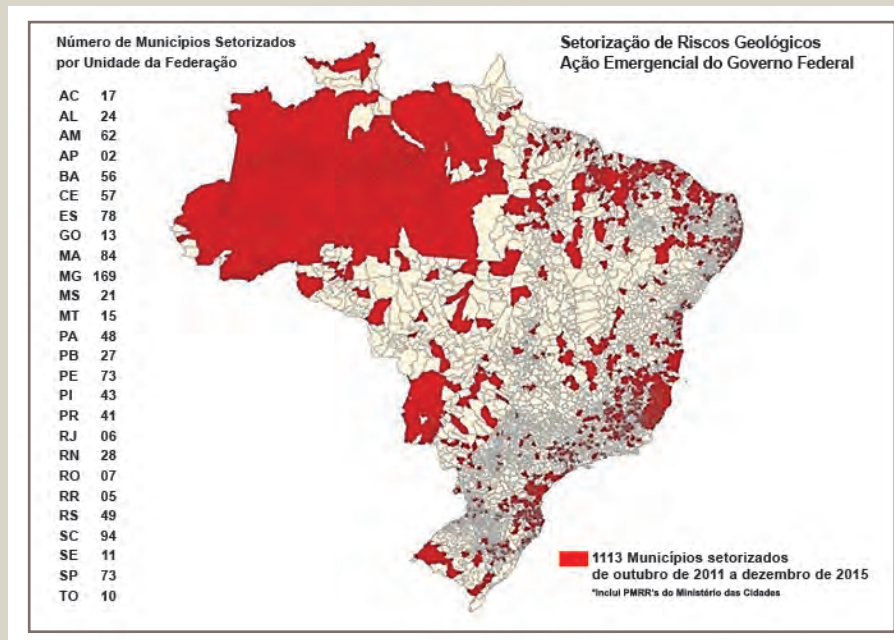 Número de Municípios Setorizados
por Unidade da Federação
Setorização de Riscos Geológicos
Ação Emergencial do Governo Federal
AC 17
AL 24
AM 62
AP 02
BA 56
CE 57
ES 78
GO 13
MA 84
MG 169
MS 21
MT 15
PA 48
PB 27
PE 73
PI 43
PR 41
RJ 06
RN 28
RO 07
RR 05
RS 49
SC 94
SE 11
SP 73
TO 10
1113 Municípios setorizados
de outubro de 2011 a dezembro de 2015
*Inclui PMRR's do Ministério das Cidades